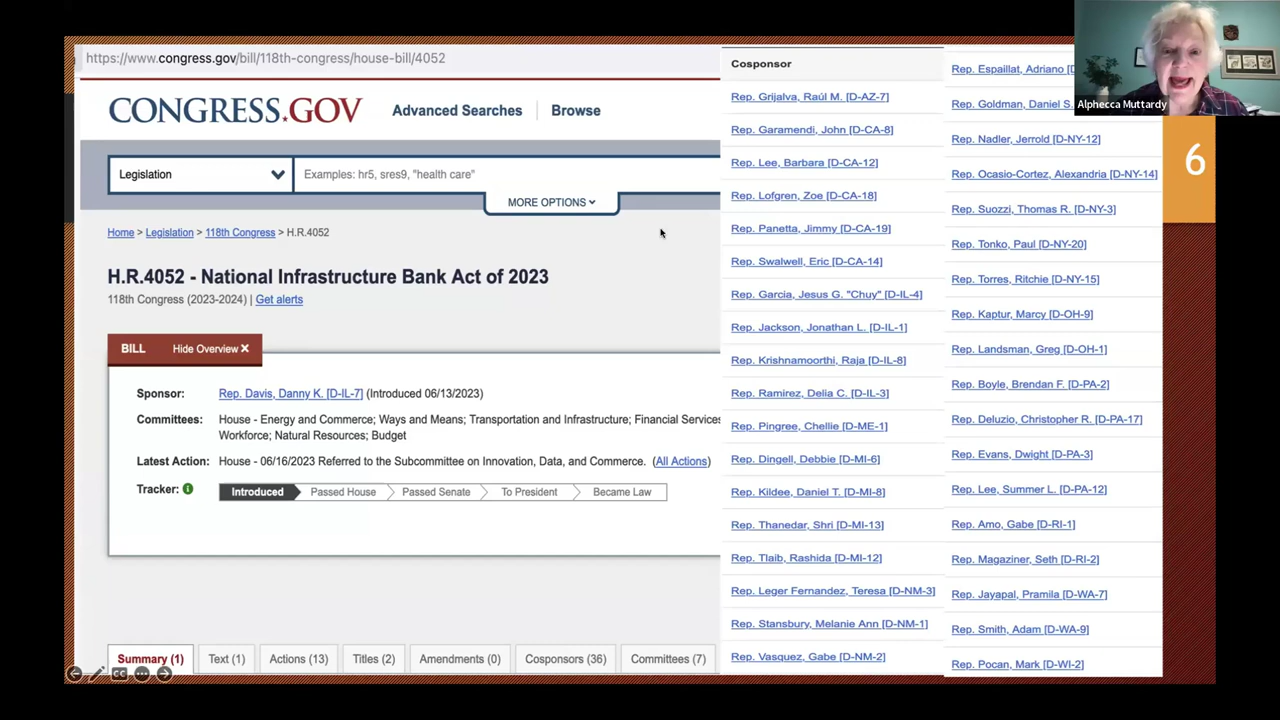 https://www.congress.gov/bill/118th-congress/house-bill/4052
CONGRESS.GOV
Advanced Searches
Browse
Legislation
Examples: hr5, sres9, "health care"
MORE OPTIONS
Home > Legislation > 118th Congress > H.R.4052
H.R.4052 - National Infrastructure Bank Act of 2023
118th Congress (2023-2024) | Get alerts
BILL
Hide Overview ✕
Sponsor: Rep. Davis, Danny K. [D-IL-7] (Introduced 06/13/2023)
Committees: House - Energy and Commerce; Ways and Means; Transportation and Infrastructure; Financial Services
Workforce; Natural Resources; Budget
Latest Action: House - 06/16/2023 Referred to the Subcommittee on Innovation, Data, and Commerce. (All Actions)
Tracker:
Introduced
Passed House
Passed Senate
To President
Became Law
Summary (1)
Text (1)
Actions (13)
Titles (2)
Amendments (0)
Cosponsors (36)
Committees (7)
CC
Cosponsor
Rep. Grijalva, Raúl M. [D-AZ-7]
Rep. Garamendi, John [D-CA-8]
Rep. Lee, Barbara [D-CA-12]
Rep. Lofgren, Zoe [D-CA-18]
Rep. Panetta, Jimmy [D-CA-19]
Rep. Swalwell, Eric [D-CA-14]
Rep. Garcia, Jesus G. "Chuy" [D-IL-4]
Rep. Jackson, Jonathan L. [D-IL-1]
Rep. Krishnamoorthi, Raja [D-IL-8]
Rep. Ramirez, Delia C. [D-IL-3]
Rep. Pingree, Chellie [D-ME-1]
Rep. Dingell, Debbie [D-MI-6]
Rep. Kildee, Daniel T. [D-MI-8]
Rep. Thanedar, Shri [D-MI-13]
Rep. Tlaib, Rashida [D-MI-12]
Rep. Leger Fernandez, Teresa [D-NM-3]
Rep. Stansbury, Melanie Ann [D-NM-1]
Rep. Vasquez, Gabe [D-NM-2]
Rep. Espaillat, Adriano [D
Rep. Goldman, Daniel S.
Rep. Nadler, Jerrold [D-NY-12]
Rep. Ocasio-Cortez, Alexandria [D-NY-14]
Rep. Suozzi, Thomas R. [D-NY-3]
Rep. Tonko, Paul [D-NY-20]
Rep. Torres, Ritchie [D-NY-15]
Rep. Kaptur, Marcy [D-OH-9]
Rep. Landsman, Greg [D-OH-1]
Rep. Boyle, Brendan F. [D-PA-2]
Rep. Deluzio, Christopher R. [D-PA-17]
Rep. Evans, Dwight [D-PA-3]
Rep. Lee, Summer L. [D-PA-12]
Rep. Amo, Gabe [D-RI-1]
Rep. Magaziner, Seth [D-RI-2]
Rep. Jayapal, Pramila [D-WA-7]
Rep. Smith, Adam [D-WA-9]
Rep. Pocan, Mark [D-WI-2]
Alphecca Muttardy
6